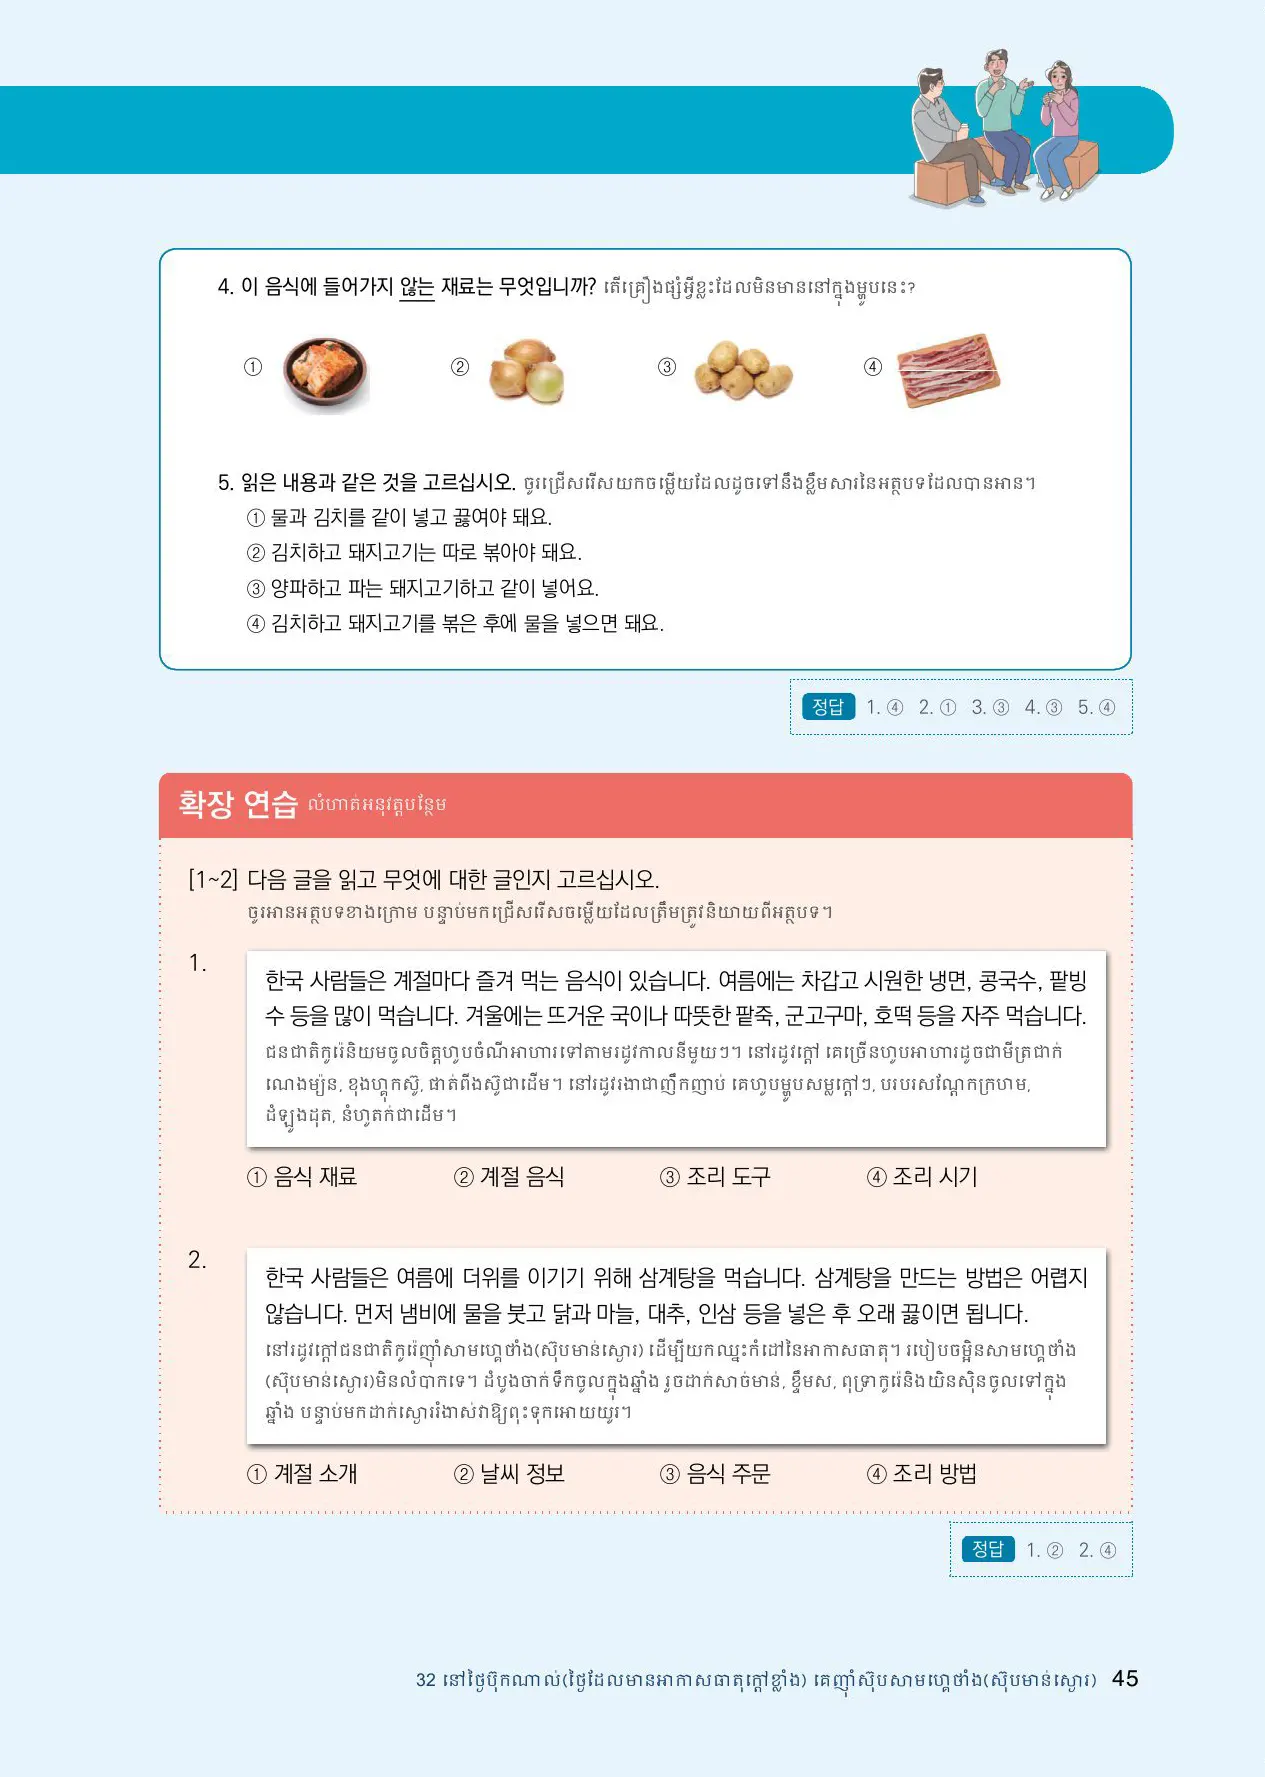 4. 이 음식에 들어가지 않는 재료는 무엇입니까? តើគ្រឿងផ្សំអ្វីខ្លះដែលមិនមាននៅក្នុងម្ហូបនេះ?
① ② ③ ④
5. 읽은 내용과 같은 것을 고르십시오. ចូរជ្រើសរើសយកចម្លើយដែលដូចទៅនឹងខ្លឹមសារនៃអត្ថបទដែលបានអាន។
① 물과 김치를 같이 넣고 끓여야 돼요.
② 김치하고 돼지고기는 따로 볶아야 돼요.
③ 양파하고 파는 돼지고기하고 같이 넣어요.
④ 김치하고 돼지고기를 볶은 후에 물을 넣으면 돼요.
정답 1. ④ 2. ① 3. ③ 4. ③ 5. ④
확장 연습 លំហាត់អនុវត្តបន្ថែម
[1~2] 다음 글을 읽고 무엇에 대한 글인지 고르십시오.
ចូរអានអត្ថបទខាងក្រោម បន្ទាប់មកជ្រើសរើសចម្លើយដែលត្រឹមត្រូវនិយាយពីអត្ថបទ។
1.
한국 사람들은 계절마다 즐겨 먹는 음식이 있습니다. 여름에는 차갑고 시원한 냉면, 콩국수, 팥빙
수 등을 많이 먹습니다. 겨울에는 뜨거운 국이나 따뜻한 팥죽, 군고구마, 호떡 등을 자주 먹습니다.
ជនជាតិកូរ៉េនិយមចូលចិត្តហូបចំណីអាហារទៅតាមរដូវកាលនីមួយៗ។ នៅរដូវក្ដៅ គេច្រើនហូបអាហារដូចជាមីត្រជាក់
ណេងម្យ៉ន, ខុងហ្គុកស៊ូ, ផាត់ពីងស៊ូជាដើម។ នៅរដូវរងាជាញឹកញាប់ គេហូបម្ហូបសម្លក្ដៅៗ, បរបរសណ្ដែកក្រហម,
ដំឡូងដុត, នំហូតក់ជាដើម។
① 음식 재료 ② 계절 음식 ③ 조리 도구 ④ 조리 시기
2.
한국 사람들은 여름에 더위를 이기기 위해 삼계탕을 먹습니다. 삼계탕을 만드는 방법은 어렵지
않습니다. 먼저 냄비에 물을 붓고 닭과 마늘, 대추, 인삼 등을 넣은 후 오래 끓이면 됩니다.
នៅរដូវក្ដៅជនជាតិកូរ៉េញ៉ាំសាមហ្គេថាំង(ស៊ុបមាន់ស្ងោរ) ដើម្បីយកឈ្នះកំដៅនៃអាកាសធាតុ។ របៀបចម្អិនសាមហ្គេថាំង
(ស៊ុបមាន់ស្ងោរ)មិនលំបាកទេ។ ដំបូងចាក់ទឹកចូលក្នុងឆ្នាំង រួចដាក់សាច់មាន់, ខ្ទឹមស, ពុទ្រាកូរ៉េនិងយិនស៊ិនចូលទៅក្នុង
ឆ្នាំង បន្ទាប់មកដាក់ស្ងោររំងាស់វាឱ្យពុះទុកអោយយូរ។
① 계절 소개 ② 날씨 정보 ③ 음식 주문 ④ 조리 방법
정답 1. ② 2. ④
32 នៅថ្ងៃប៊ុកណាល់(ថ្ងៃដែលមានអាកាសធាតុក្ដៅខ្លាំង) គេញ៉ាំស៊ុបសាមហ្គេថាំង(ស៊ុបមាន់ស្ងោរ) 45